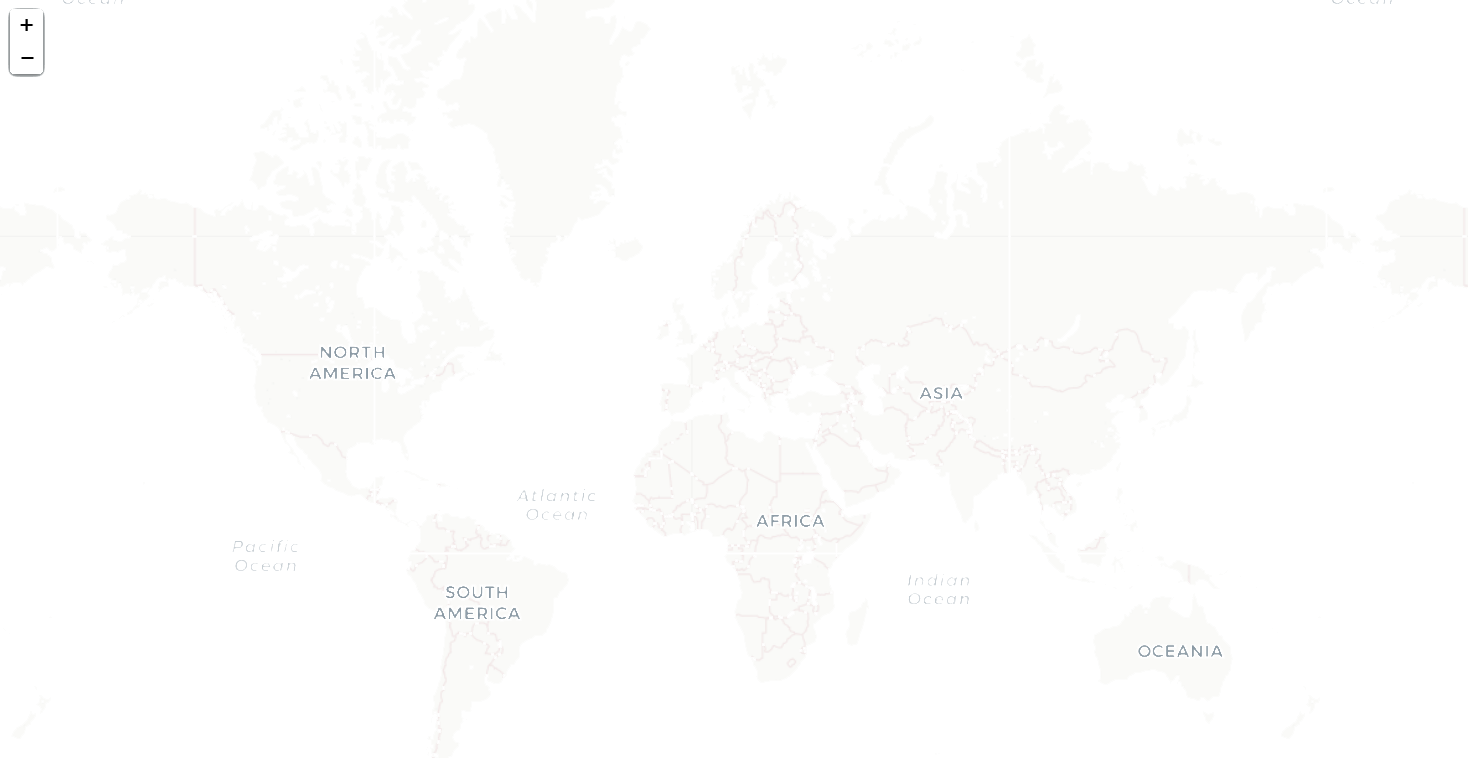 Ocean
Ocean
+
−
NORTH
AMERICA
ASIA
Atlantic
Ocean
AFRICA
Pacific
Ocean
Indian
Ocean
SOUTH
AMERICA
OCEANIA